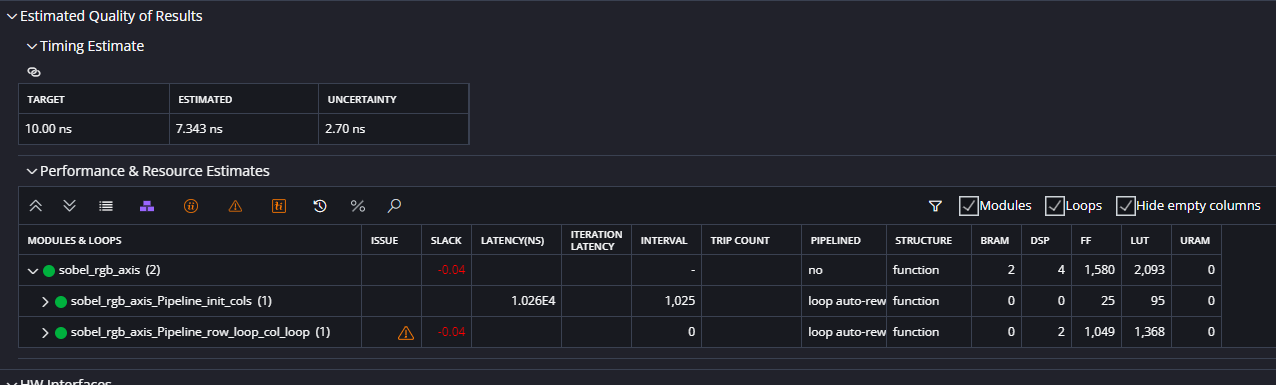 Estimated Quality of Results
Timing Estimate
TARGET ESTIMATED UNCERTAINTY
10.00 ns 7.343 ns 2.70 ns
Performance & Resource Estimates
Modules Loops Hide empty columns
MODULES & LOOPS ISSUE SLACK LATENCY(NS) ITERATION LATENCY INTERVAL TRIP COUNT PIPELINED STRUCTURE BRAM DSP FF LUT URAM
sobel_rgb_axis (2) -0.04 - no function 2 4 1,580 2,093 0
sobel_rgb_axis_Pipeline_init_cols (1) 1.026E4 1,025 loop auto-rew function 0 0 25 95 0
sobel_rgb_axis_Pipeline_row_loop_col_loop (1) -0.04 0 loop auto-rew function 0 2 1,049 1,368 0
HW Interfaces